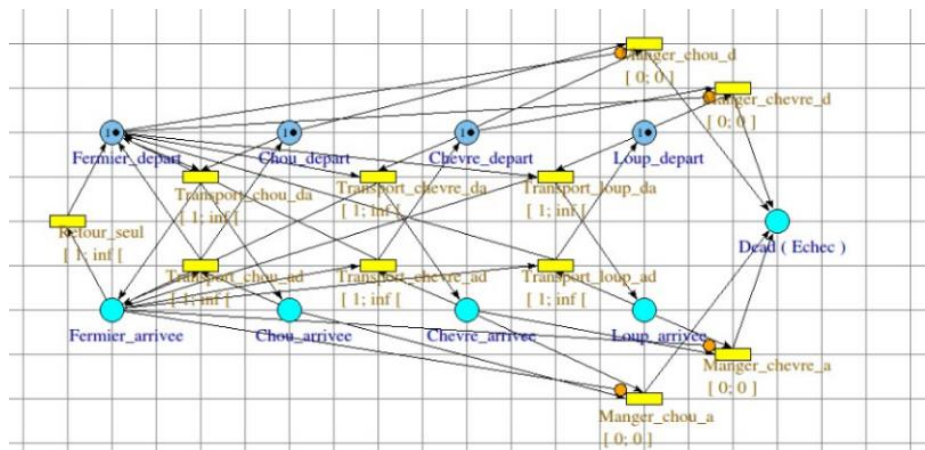 Manger_chou_d
[ 0; 0 ]
Manger_chevre_d
[ 0; 0 ]
1
1
1
1
Fermier_depart
Chou_depart
Chevre_depart
Loup_depart
Transport_chou_da
[ 1; inf [
Transport_chevre_da
[ 1; inf [
Transport_loup_da
[ 1; inf [
Retour_seul
[ 1; inf [
Dead ( Echec )
Transport_chou_ad
[ 1; inf [
Transport_chevre_ad
[ 1; inf [
Transport_loup_ad
[ 1; inf [
Fermier_arrivee
Chou_arrivee
Chevre_arrivee
Loup_arrivee
Manger_chevre_a
[ 0; 0 ]
Manger_chou_a
[ 0; 0 ]